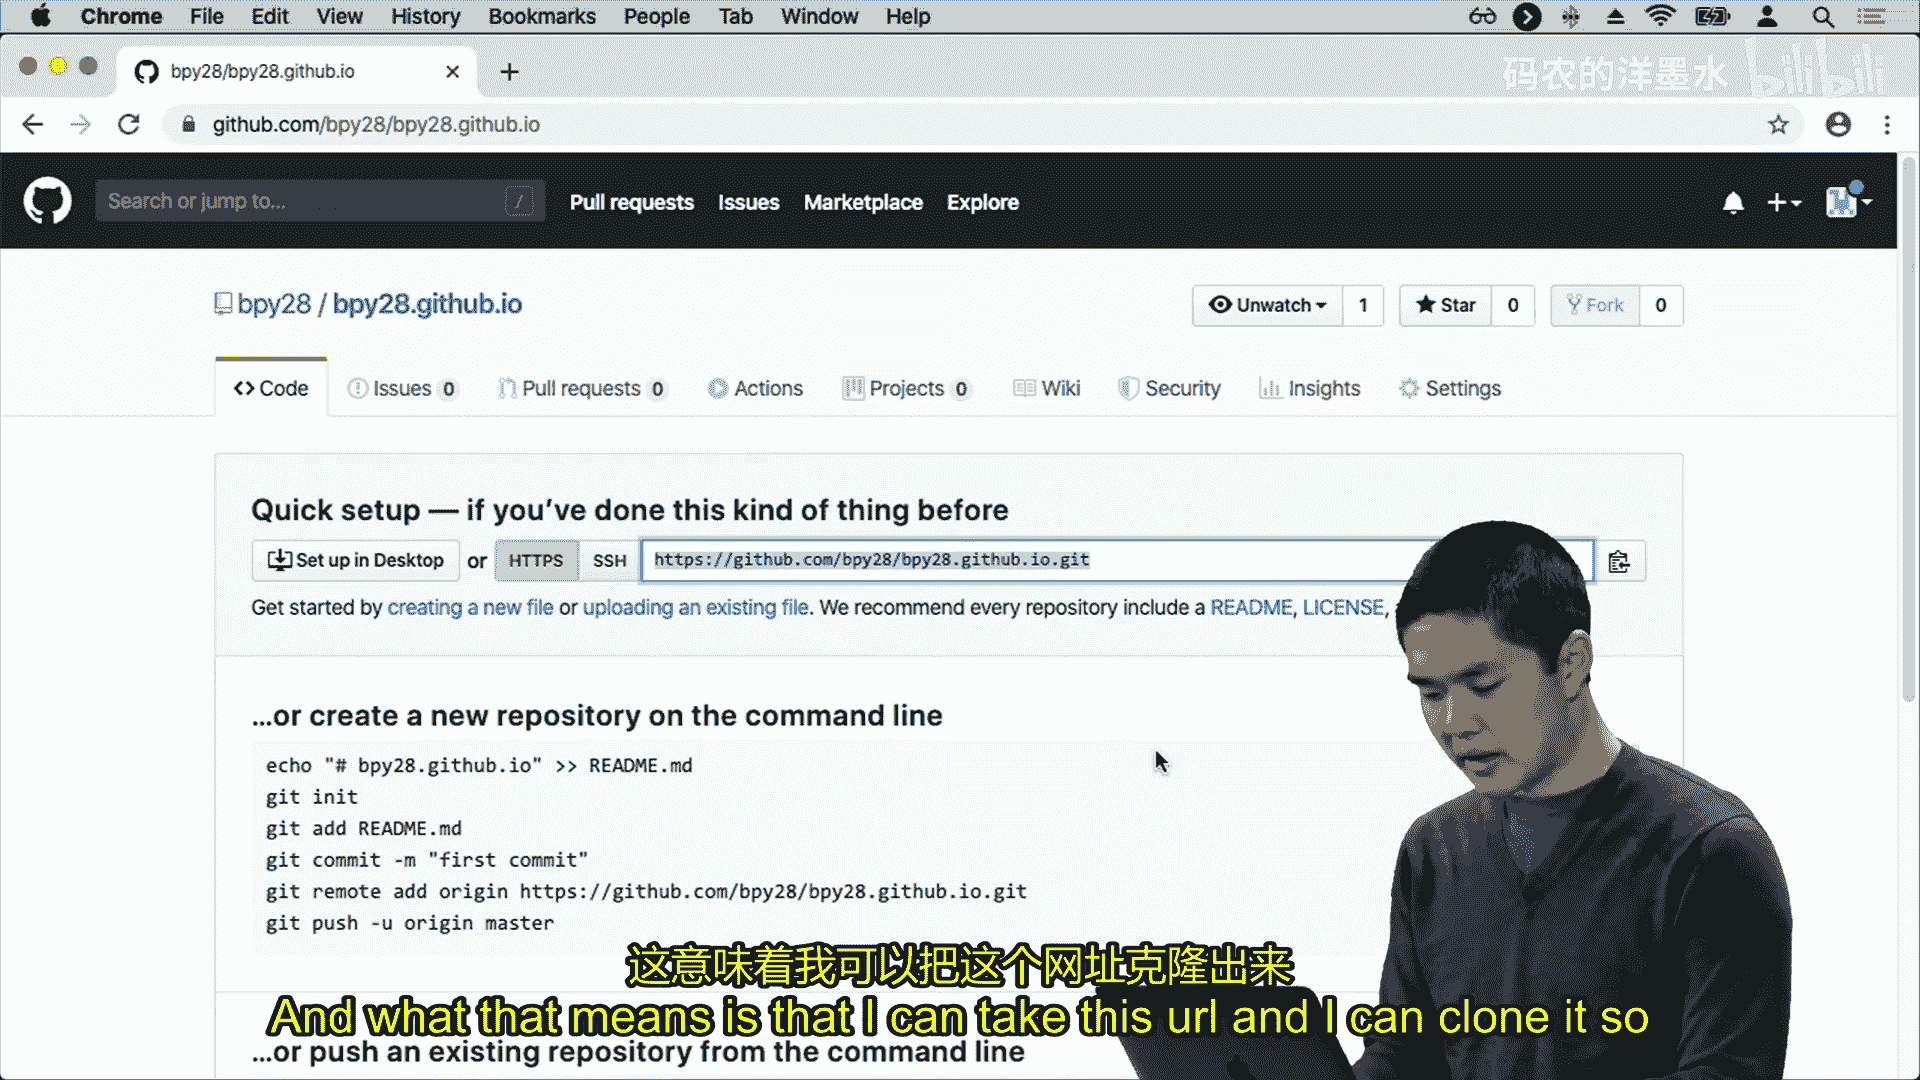 Chrome File Edit View History Bookmarks People Tab Window Help
bpy28/bpy28.github.io
码农的洋墨水 bilibili
github.com/bpy28/bpy28.github.io
Search or jump to... /
Pull requests Issues Marketplace Explore
bpy28 / bpy28.github.io
Unwatch 1 Star 0 Fork 0
Code Issues 0 Pull requests 0 Actions Projects 0 Wiki Security Insights Settings
Quick setup — if you've done this kind of thing before
Set up in Desktop or HTTPS SSH https://github.com/bpy28/bpy28.github.io.git
Get started by creating a new file or uploading an existing file. We recommend every repository include a README, LICENSE,
...or create a new repository on the command line
echo "# bpy28.github.io" >> README.md
git init
git add README.md
git commit -m "first commit"
git remote add origin https://github.com/bpy28/bpy28.github.io.git
git push -u origin master
这意味着我可以把这个网址克隆出来
And what that means is that I can take this url and I can clone it so
...or push an existing repository from the command line